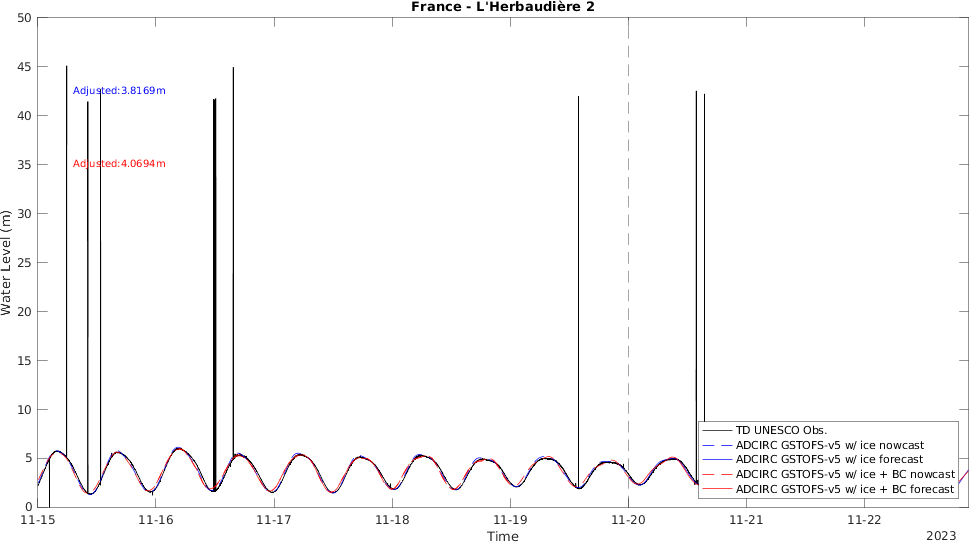 France - L'Herbaudière 2
50
45
40
35
30
25
20
15
10
5
0
Water Level (m)
Adjusted:3.8169m
Adjusted:4.0694m
TD UNESCO Obs.
ADCIRC GSTOFS-v5 w/ ice nowcast
ADCIRC GSTOFS-v5 w/ ice forecast
ADCIRC GSTOFS-v5 w/ ice + BC nowcast
ADCIRC GSTOFS-v5 w/ ice + BC forecast
11-15 11-16 11-17 11-18 11-19 11-20 11-21 11-22
Time
2023